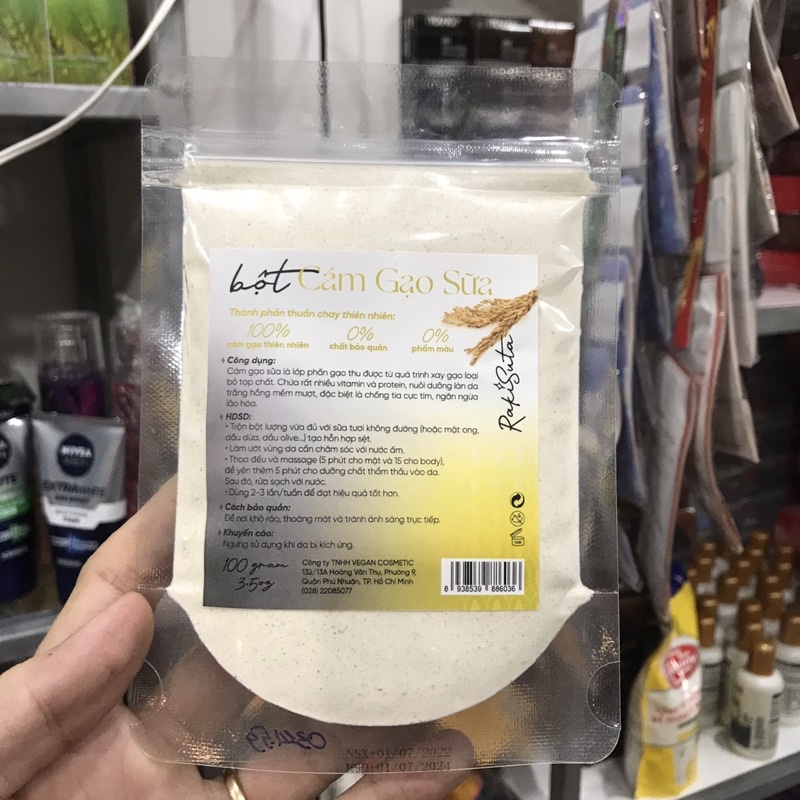 bột Cám Gạo Sữa
Thành phần thuần chay thiên nhiên:
100% 0% 0%
cám gạo thiên nhiên chất bảo quản phẩm màu
Công dụng:
Cám gạo sữa là lớp phấn gạo thu được từ quá trình xay gạo loại
bỏ tạp chất. Chứa rất nhiều vitamin và protein, nuôi dưỡng làn da
trắng hồng mềm mượt, đặc biệt là chống tia cực tím, ngăn ngừa
lão hóa.
HDSD:
• Trộn bột lượng vừa đủ với sữa tươi không đường (hoặc mật ong,
dầu dừa, dầu olive...) tạo hỗn hợp sệt.
• Làm ướt vùng da cần chăm sóc với nước ấm.
• Thoa đều và massage (5 phút cho mặt và 15 cho body),
để yên thêm 5 phút cho dưỡng chất thẩm thấu vào da.
Sau đó, rửa sạch với nước.
• Dùng 2-3 lần/tuần để đạt hiệu quả tốt hơn.
Cách bảo quản:
Để nơi khô ráo, thoáng mát và tránh ánh sáng trực tiếp.
Khuyến cáo:
Ngưng sử dụng khi da bị kích ứng.
100 gram
3.5oz
Công ty TNHH VEGAN COSMETIC
132/13A Hoàng Văn Thụ, Phường 9,
Quận Phú Nhuận, TP. Hồ Chí Minh
(028) 22085077
8 938539 886036
RakiSuta
12M
NSX:01/07/2022
HSD:01/07/2024
NIVEA
EXTRA WHITE